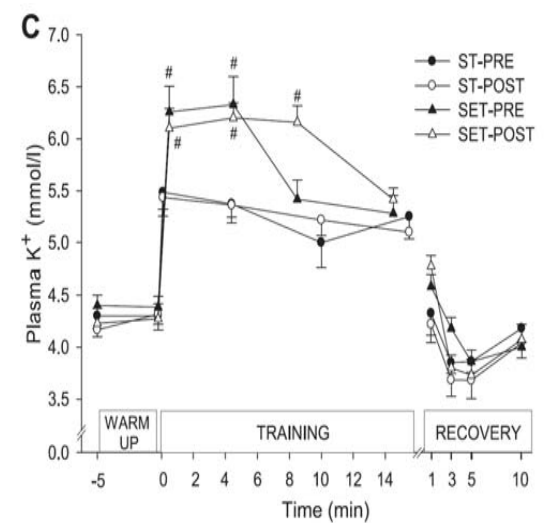 C
7.0
6.5
6.0
5.5
5.0
4.5
4.0
3.5
0.0
Plasma K+ (mmol/l)
#
#
#
#
#
ST-PRE
ST-POST
SET-PRE
SET-POST
WARM
UP
TRAINING
RECOVERY
-5 0 2 4 6 8 10 12 14 1 3 5 10
Time (min)